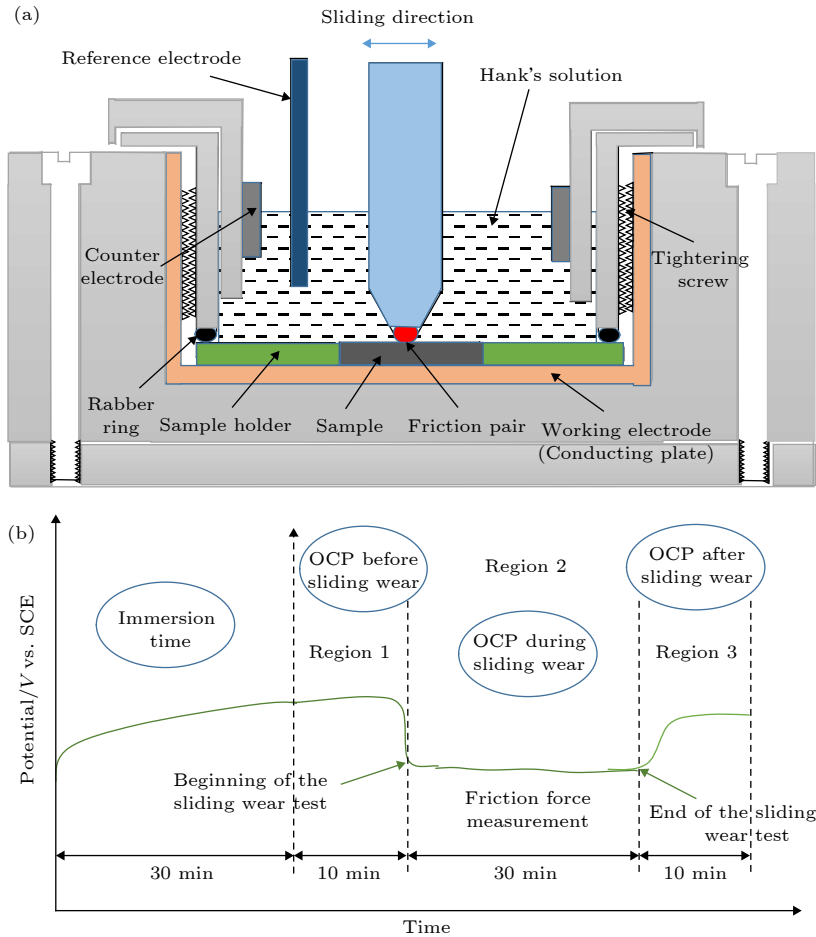 (a)
Sliding direction
Reference electrode
Hank's solution
Counter
electrode
Tightering
screw
Rabber
ring
Sample holder
Sample
Friction pair
Working electrode
(Conducting plate)
(b)
Potential/V vs. SCE
Immersion
time
OCP before
sliding wear
Region 1
Region 2
OCP during
sliding wear
OCP after
sliding wear
Region 3
Beginning of the
sliding wear test
Friction force
measurement
End of the sliding
wear test
30 min
10 min
30 min
10 min
Time